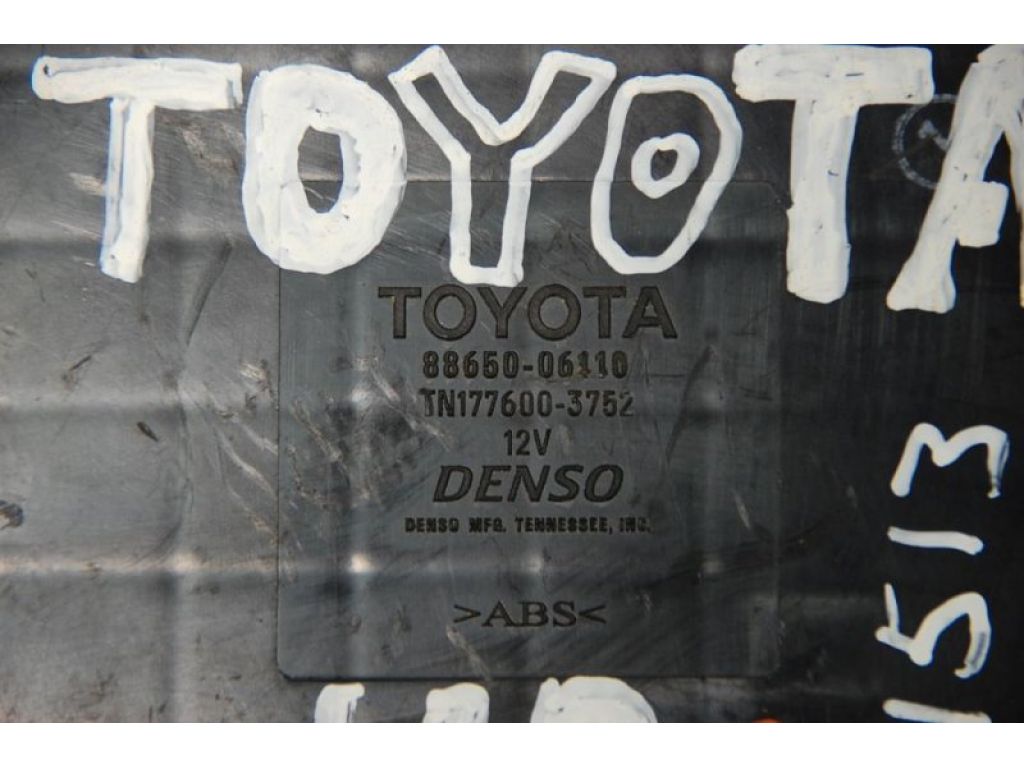 TOYOTA
TOYOTA
88650-06110
TN177600-3752
12V
DENSO
DENSO MFG. TENNESSEE, INC.
>ABS<
1513